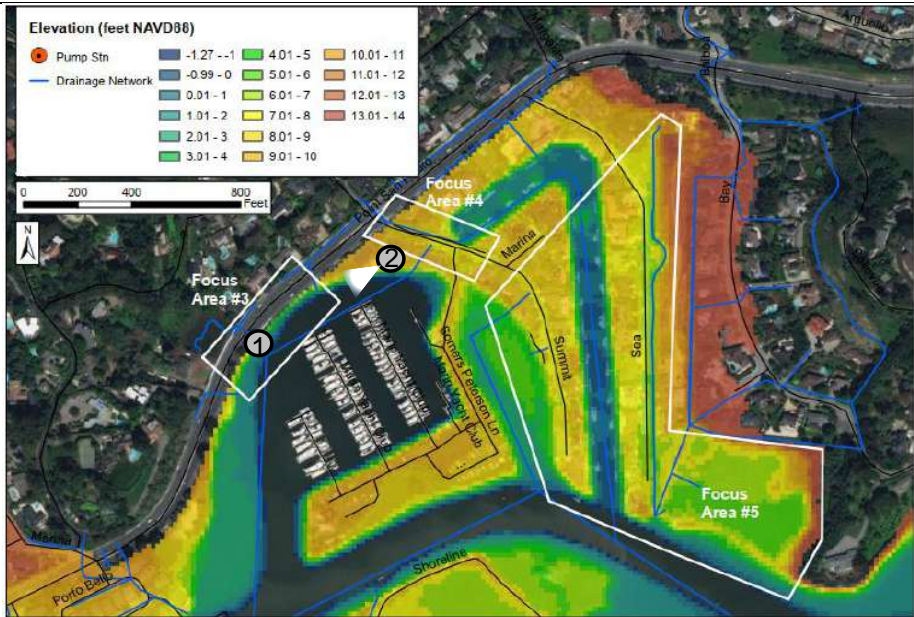 Elevation (feet NAVD88)
Pump Stn
Drainage Network
-1.27 - -1
-0.99 - 0
0.01 - 1
1.01 - 2
2.01 - 3
3.01 - 4
4.01 - 5
5.01 - 6
6.01 - 7
7.01 - 8
8.01 - 9
9.01 - 10
10.01 - 11
11.01 - 12
12.01 - 13
13.01 - 14
0 200 400 800
Feet
N
Focus
Area #4
Focus
Area #3
1
2
Marina
Summit
Sea
Bay
Balboa
Somers Peterson Ln
Marin Yacht Club
Focus
Area #5
Marina
Porto Bello
Shoreline